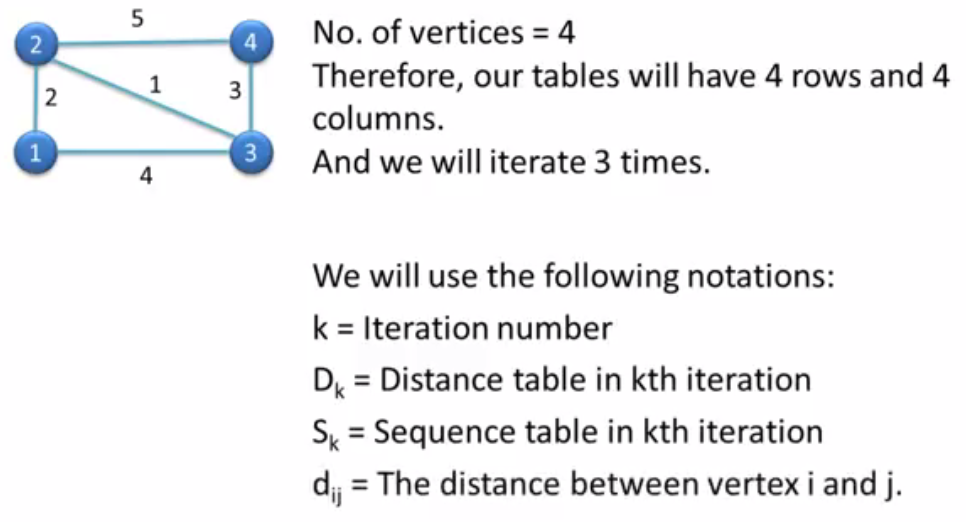 5
2
4
2
1
3
1
3
4
No. of vertices = 4
Therefore, our tables will have 4 rows and 4
columns.
And we will iterate 3 times.
We will use the following notations:
k = Iteration number
Dk = Distance table in kth iteration
Sk = Sequence table in kth iteration
dij = The distance between vertex i and j.